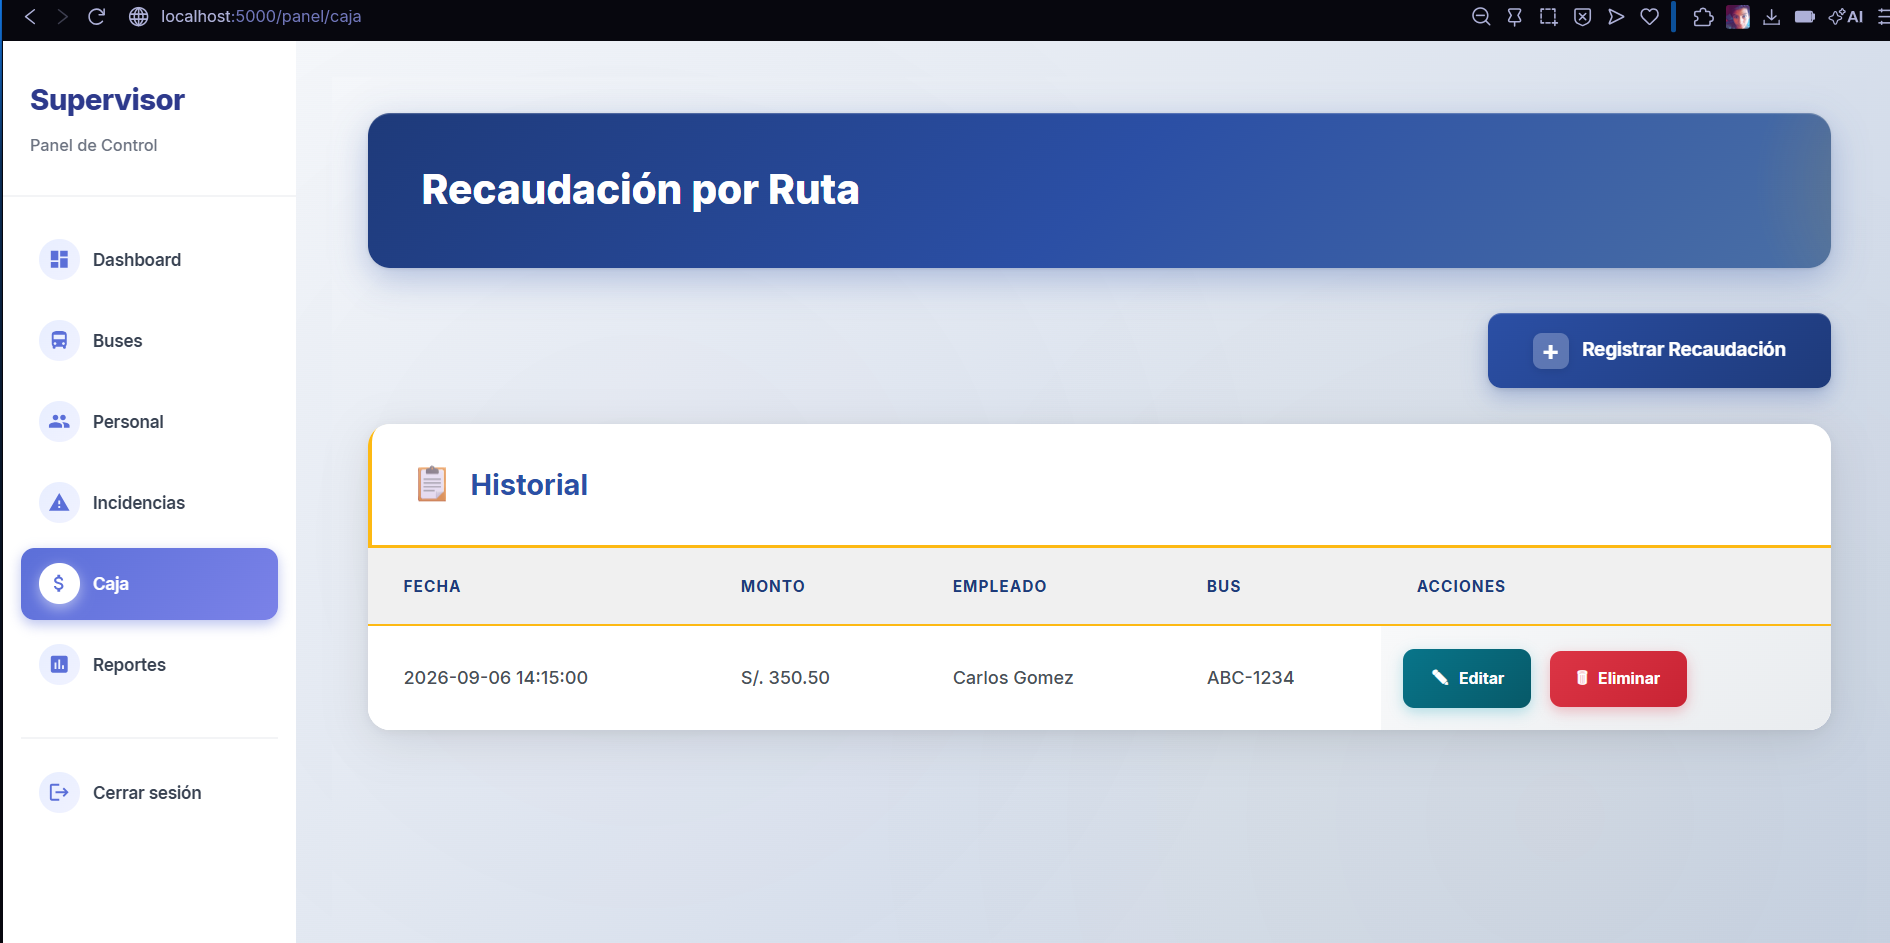 localhost:5000/panel/caja
AI
Supervisor
Panel de Control
Dashboard
Buses
Personal
Incidencias
Caja
Reportes
Cerrar sesión
Recaudación por Ruta
+ Registrar Recaudación
Historial
FECHA MONTO EMPLEADO BUS ACCIONES
2026-09-06 14:15:00 S/. 350.50 Carlos Gomez ABC-1234 Editar Eliminar